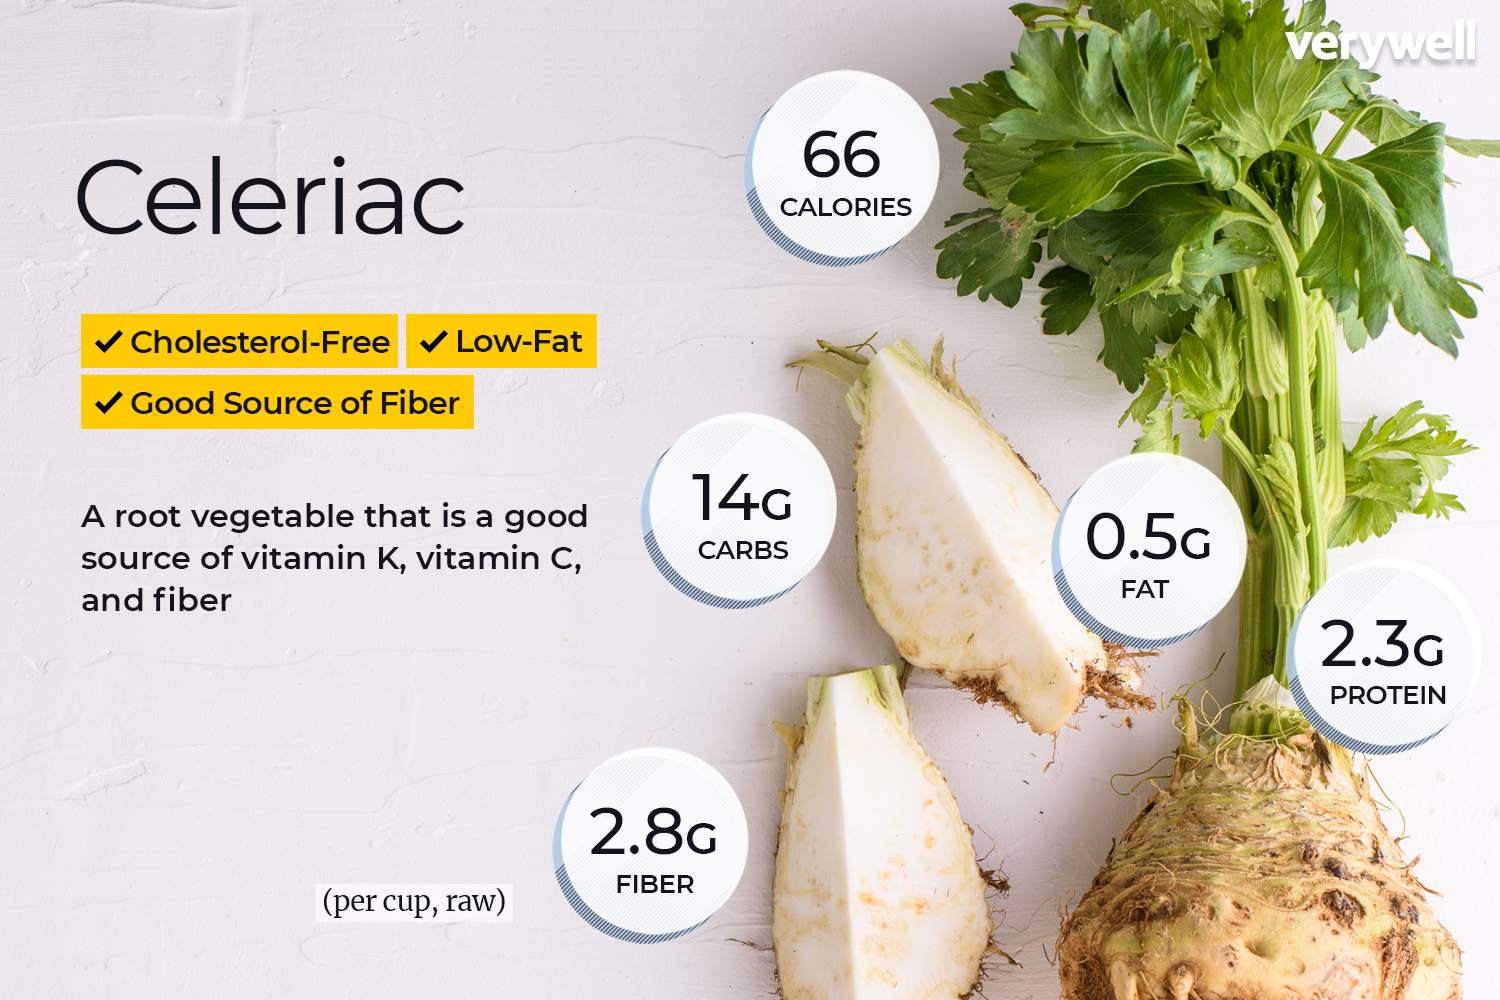 verywell
Celeriac
Cholesterol-Free
Low-Fat
Good Source of Fiber
A root vegetable that is a good
source of vitamin K, vitamin C,
and fiber
66
CALORIES
14G
CARBS
0.5G
FAT
2.3G
PROTEIN
2.8G
FIBER
(per cup, raw)